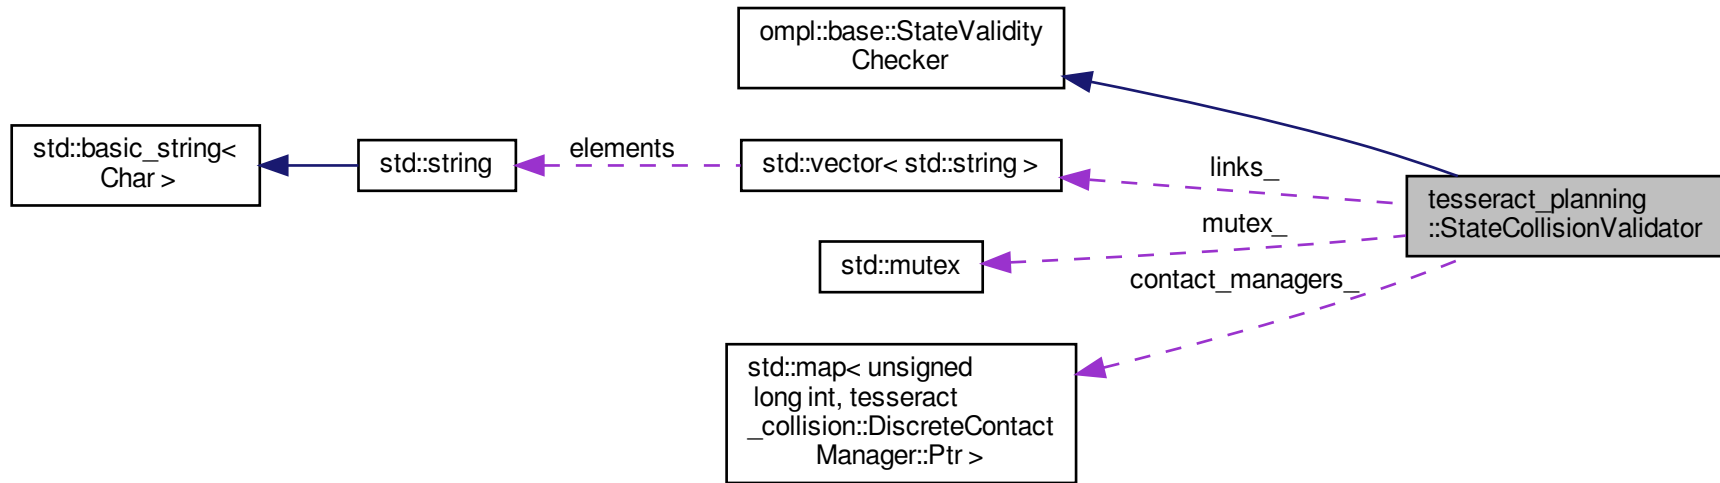 ompl::base::StateValidity
Checker
std::basic_string<
Char >
std::string
elements
std::vector< std::string >
links_
mutex_
std::mutex
contact_managers_
tesseract_planning
::StateCollisionValidator
std::map< unsigned
long int, tesseract
_collision::DiscreteContact
Manager::Ptr >